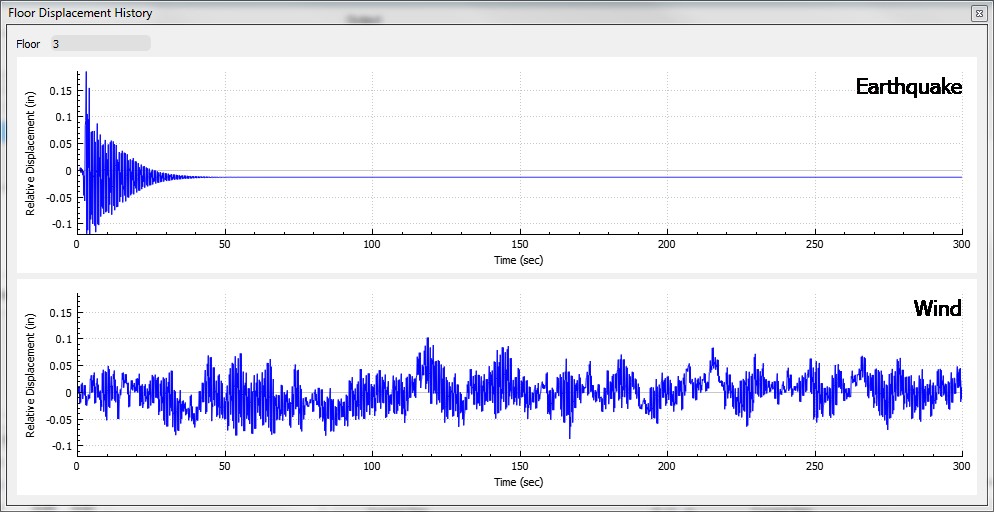 Floor Displacement History
Floor 3
Earthquake
Relative Displacement (in)
0.15
0.1
0.05
0
-0.05
-0.1
0 50 100 150 200 250 300
Time (sec)
Wind
Relative Displacement (in)
0.15
0.1
0.05
0
-0.05
-0.1
0 50 100 150 200 250 300
Time (sec)